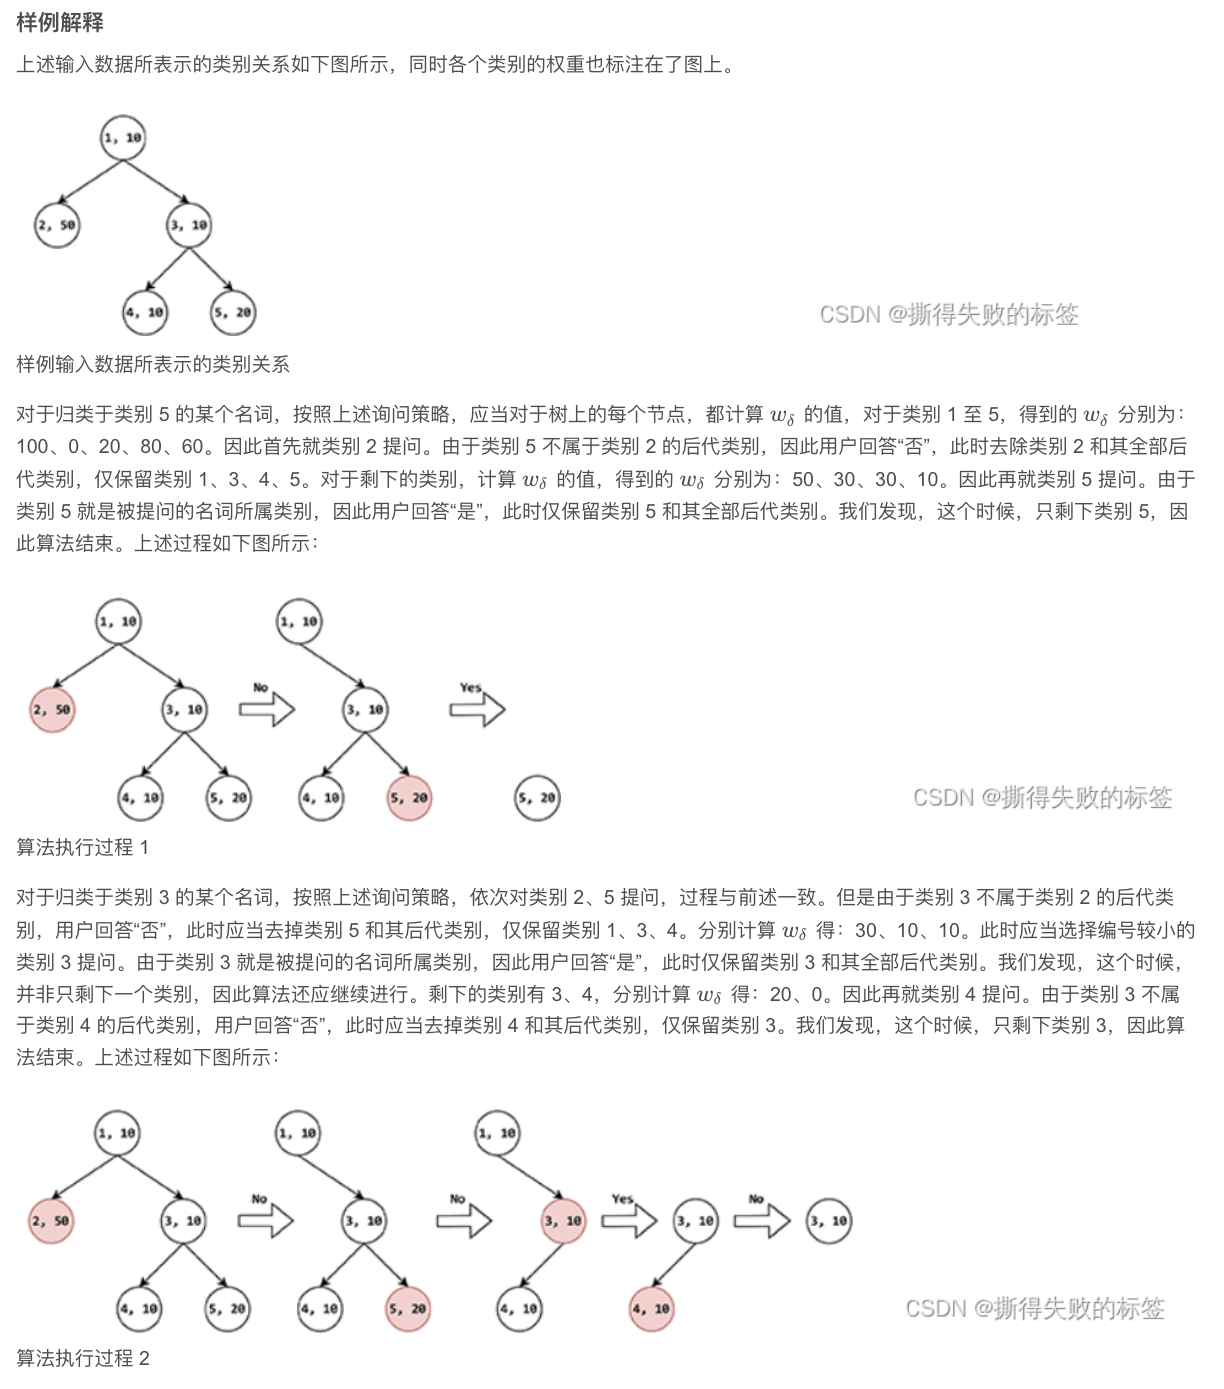 样例解释
上述输入数据所表示的类别关系如下图所示，同时各个类别的权重也标注在了图上。
1, 10
2, 50
3, 10
4, 10
5, 20
CSDN @撕得失败的标签
样例输入数据所表示的类别关系
对于归类于类别 5 的某个名词，按照上述询问策略，应当对于树上的每个节点，都计算 wδ 的值，对于类别 1 至 5，得到的 wδ 分别为：
100、0、20、80、60。因此首先就类别 2 提问。由于类别 5 不属于类别 2 的后代类别，因此用户回答“否”，此时去除类别 2 和其全部后
代类别，仅保留类别 1、3、4、5。对于剩下的类别，计算 wδ 的值，得到的 wδ 分别为：50、30、30、10。因此再就类别 5 提问。由于
类别 5 就是被提问的名词所属类别，因此用户回答“是”，此时仅保留类别 5 和其全部后代类别。我们发现，这个时候，只剩下类别 5，因
此算法结束。上述过程如下图所示：
1, 10
1, 10
No
Yes
2, 50
3, 10
3, 10
4, 10
5, 20
4, 10
5, 20
5, 20
CSDN @撕得失败的标签
算法执行过程 1
对于归类于类别 3 的某个名词，按照上述询问策略，依次对类别 2、5 提问，过程与前述一致。但是由于类别 3 不属于类别 2 的后代类
别，用户回答“否”，此时应当去掉类别 5 和其后代类别，仅保留类别 1、3、4。分别计算 wδ 得：30、10、10。此时应当选择编号较小的
类别 3 提问。由于类别 3 就是被提问的名词所属类别，因此用户回答“是”，此时仅保留类别 3 和其全部后代类别。我们发现，这个时候，
并非只剩下一个类别，因此算法还应继续进行。剩下的类别有 3、4，分别计算 wδ 得：20、0。因此再就类别 4 提问。由于类别 3 不属
于类别 4 的后代类别，用户回答“否”，此时应当去掉类别 4 和其后代类别，仅保留类别 3。我们发现，这个时候，只剩下类别 3，因此算
法结束。上述过程如下图所示：
1, 10
1, 10
1, 10
No
No
Yes
No
2, 50
3, 10
3, 10
3, 10
3, 10
3, 10
4, 10
5, 20
4, 10
5, 20
4, 10
4, 10
CSDN @撕得失败的标签
算法执行过程 2